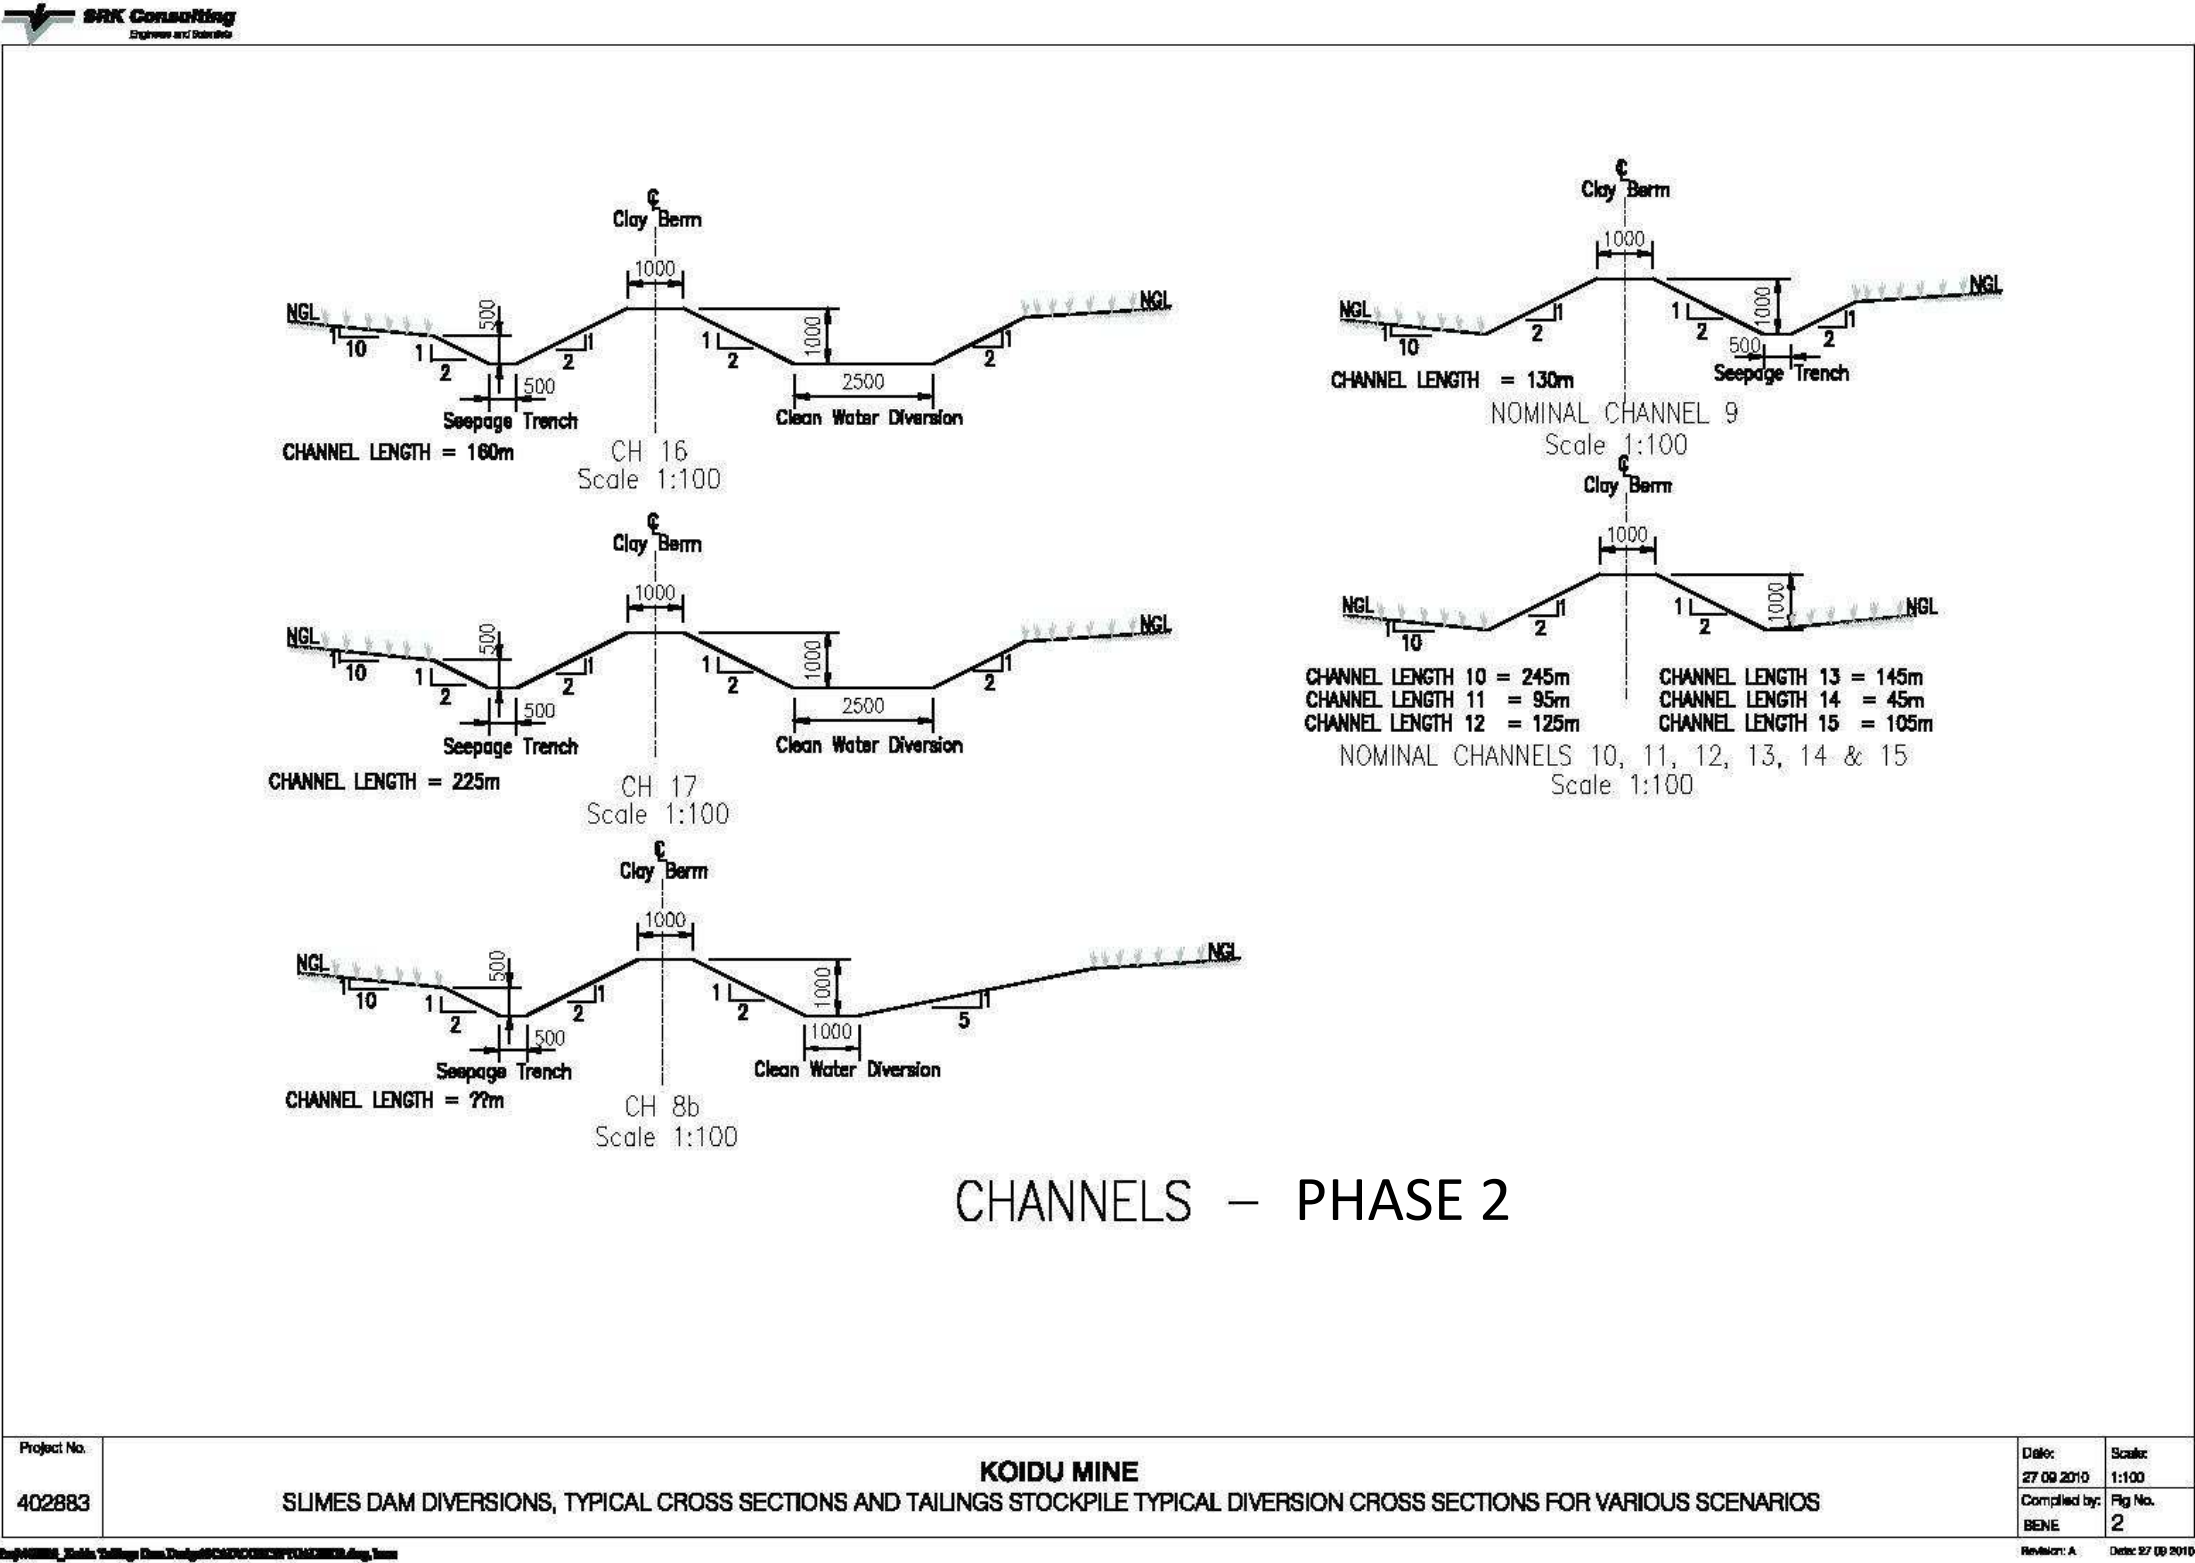 SRK Consulting
Engineers and Scientists
℄
Clay Berm
1000
NGL
500
1000
NGL
1
10
1
2
1
2
1
2
1
2
500
2500
Seepage Trench
Clean Water Diversion
CHANNEL LENGTH = 160m
CH 16
Scale 1:100
℄
Clay Berm
1000
NGL
500
1000
NGL
1
10
1
2
1
2
1
2
1
2
500
2500
Seepage Trench
Clean Water Diversion
CHANNEL LENGTH = 225m
CH 17
Scale 1:100
℄
Clay Berm
1000
NGL
500
1000
NGL
1
10
1
2
1
2
1
2
1
5
500
1000
Seepage Trench
Clean Water Diversion
CHANNEL LENGTH = ??m
CH 8b
Scale 1:100
℄
Clay Berm
1000
NGL
1000
NGL
1
10
1
2
1
2
1
2
500
Seepage Trench
CHANNEL LENGTH = 130m
NOMINAL CHANNEL 9
Scale 1:100
℄
Clay Berm
1000
NGL
1000
NGL
1
10
1
2
1
2
CHANNEL LENGTH 10 = 245m
CHANNEL LENGTH 11 = 95m
CHANNEL LENGTH 12 = 125m
CHANNEL LENGTH 13 = 145m
CHANNEL LENGTH 14 = 45m
CHANNEL LENGTH 15 = 105m
NOMINAL CHANNELS 10, 11, 12, 13, 14 & 15
Scale 1:100
CHANNELS – PHASE 2
Project No.
402883
KOIDU MINE
SLIMES DAM DIVERSIONS, TYPICAL CROSS SECTIONS AND TAILINGS STOCKPILE TYPICAL DIVERSION CROSS SECTIONS FOR VARIOUS SCENARIOS
Date:
27 09 2010
Scale:
1:100
Compiled by:
BENE
Fig No.
2
Revision: A
Date: 27 09 2010